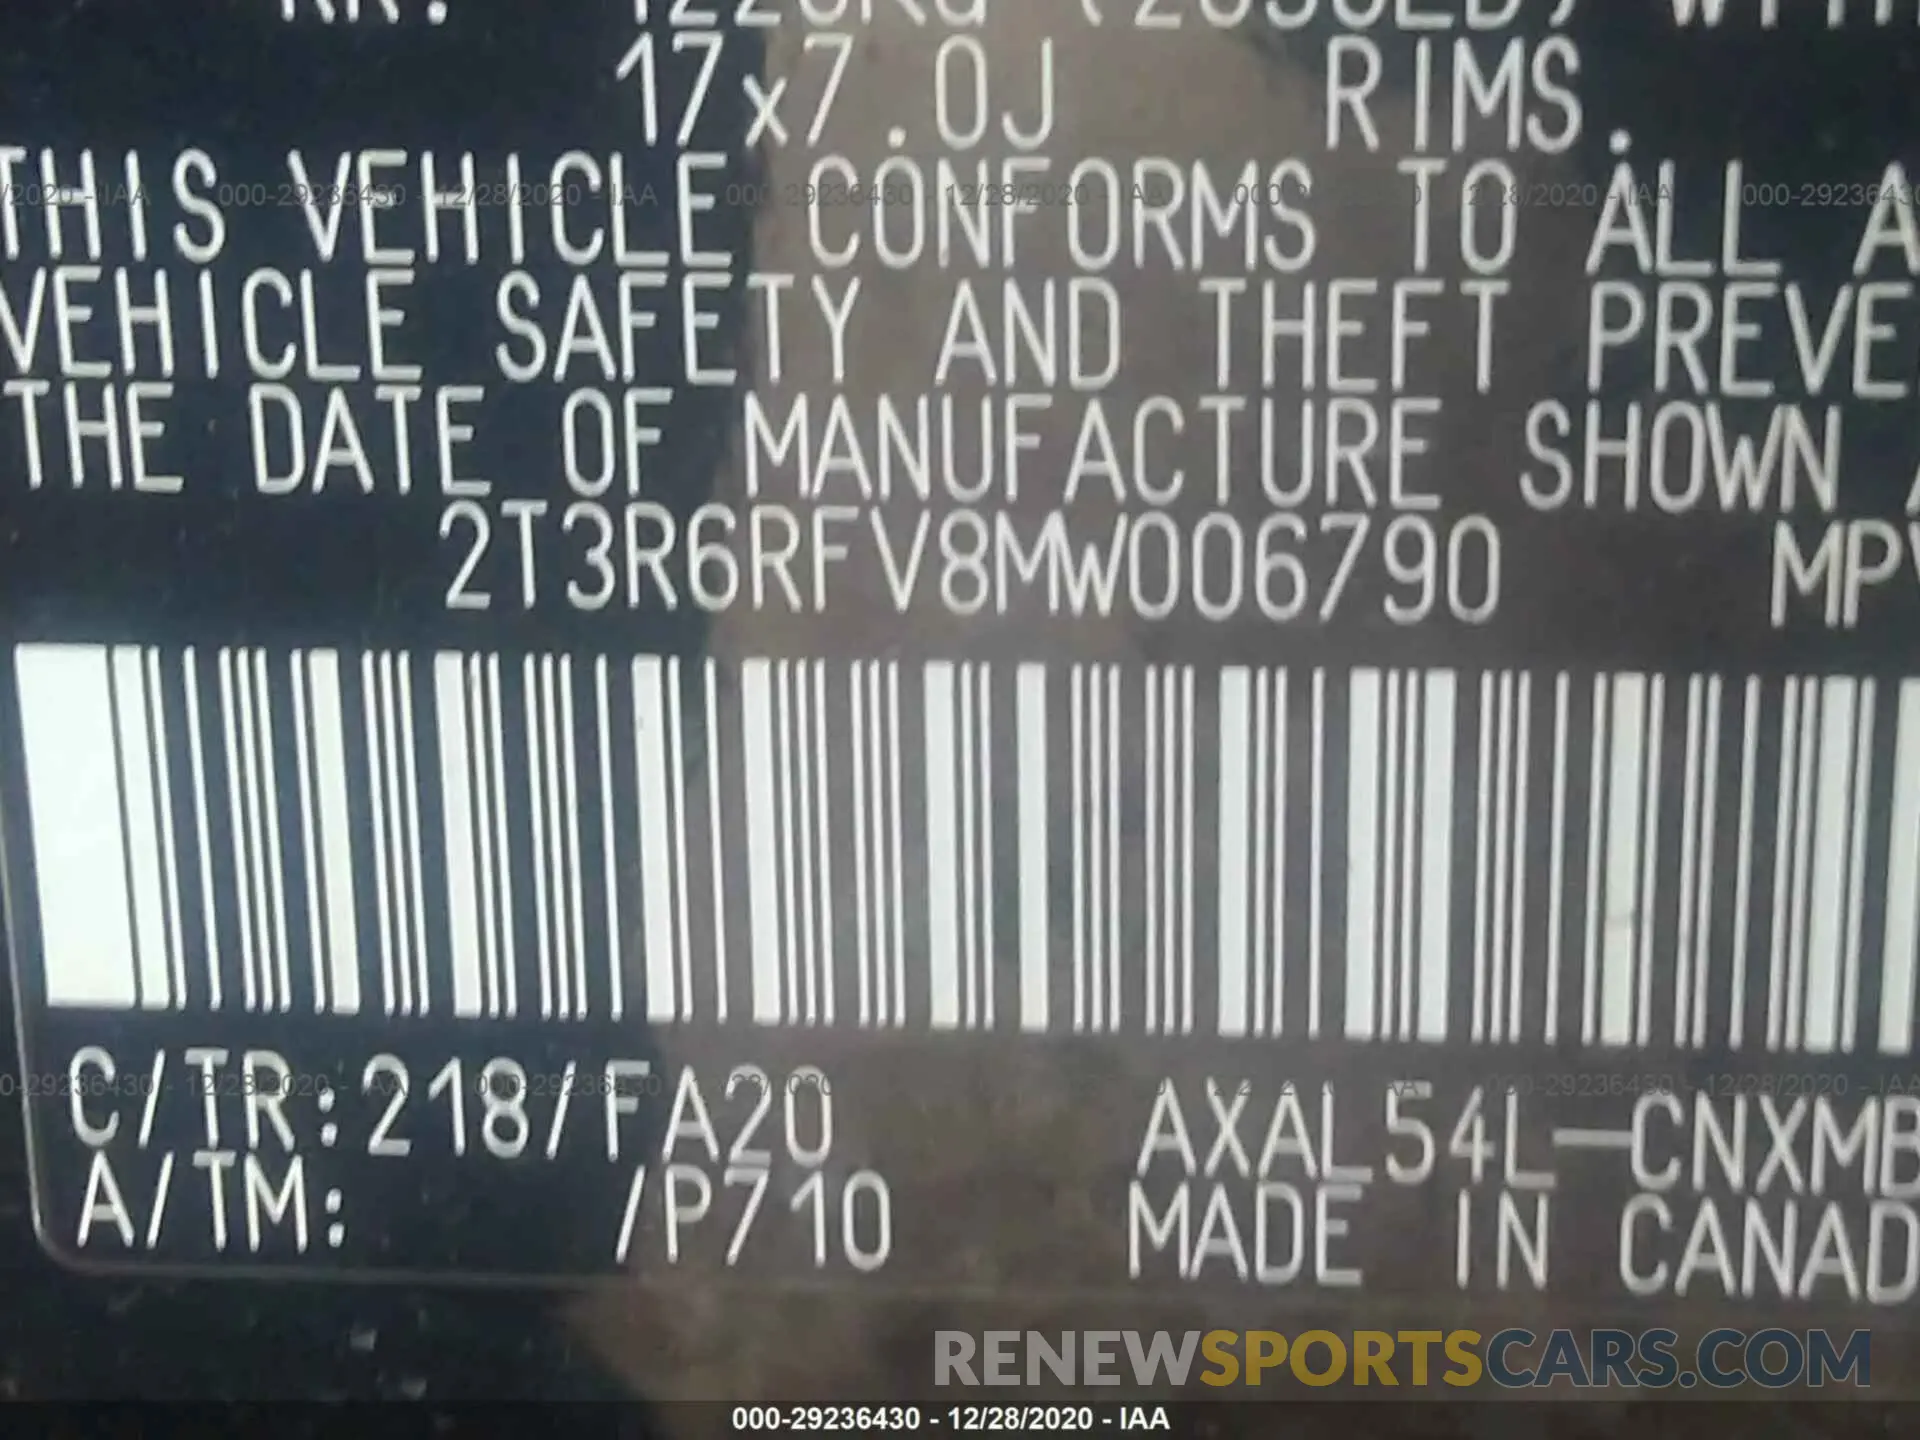 17x7.0J RIMS.
THIS VEHICLE CONFORMS TO ALL A
VEHICLE SAFETY AND THEFT PREVE
THE DATE OF MANUFACTURE SHOWN A
2T3R6RFV8MW006790 MPV
C/TR:218/FA20 AXAL54L-CNXMB
A/TM: /P710 MADE IN CANAD
RENEWSPORTSCARS.COM
000-29236430 - 12/28/2020 - IAA